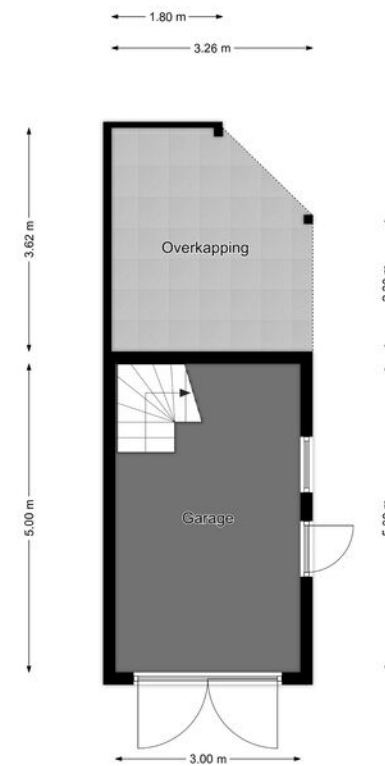 1.80 m
3.26 m
3.62 m
Overkapping
5.00 m
Garage
3.00 m